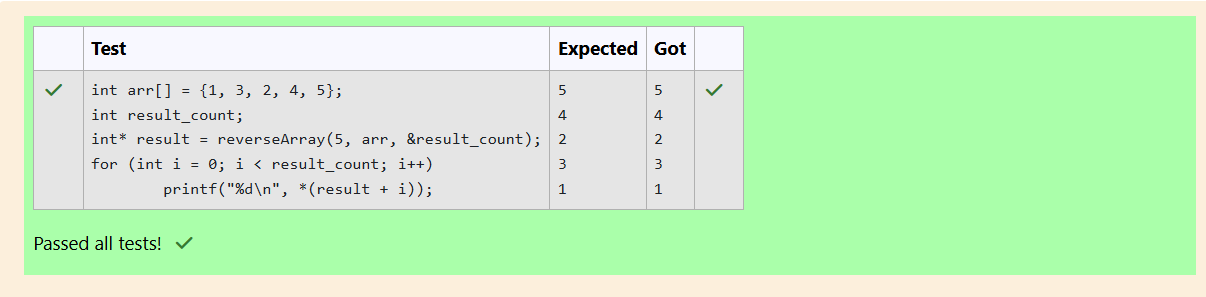 Test Expected Got
int arr[] = {1, 3, 2, 4, 5}; 5 5
int result_count; 4 4
int* result = reverseArray(5, arr, &result_count); 2 2
for (int i = 0; i < result_count; i++) 3 3
printf("%d\n", *(result + i)); 1 1
Passed all tests!